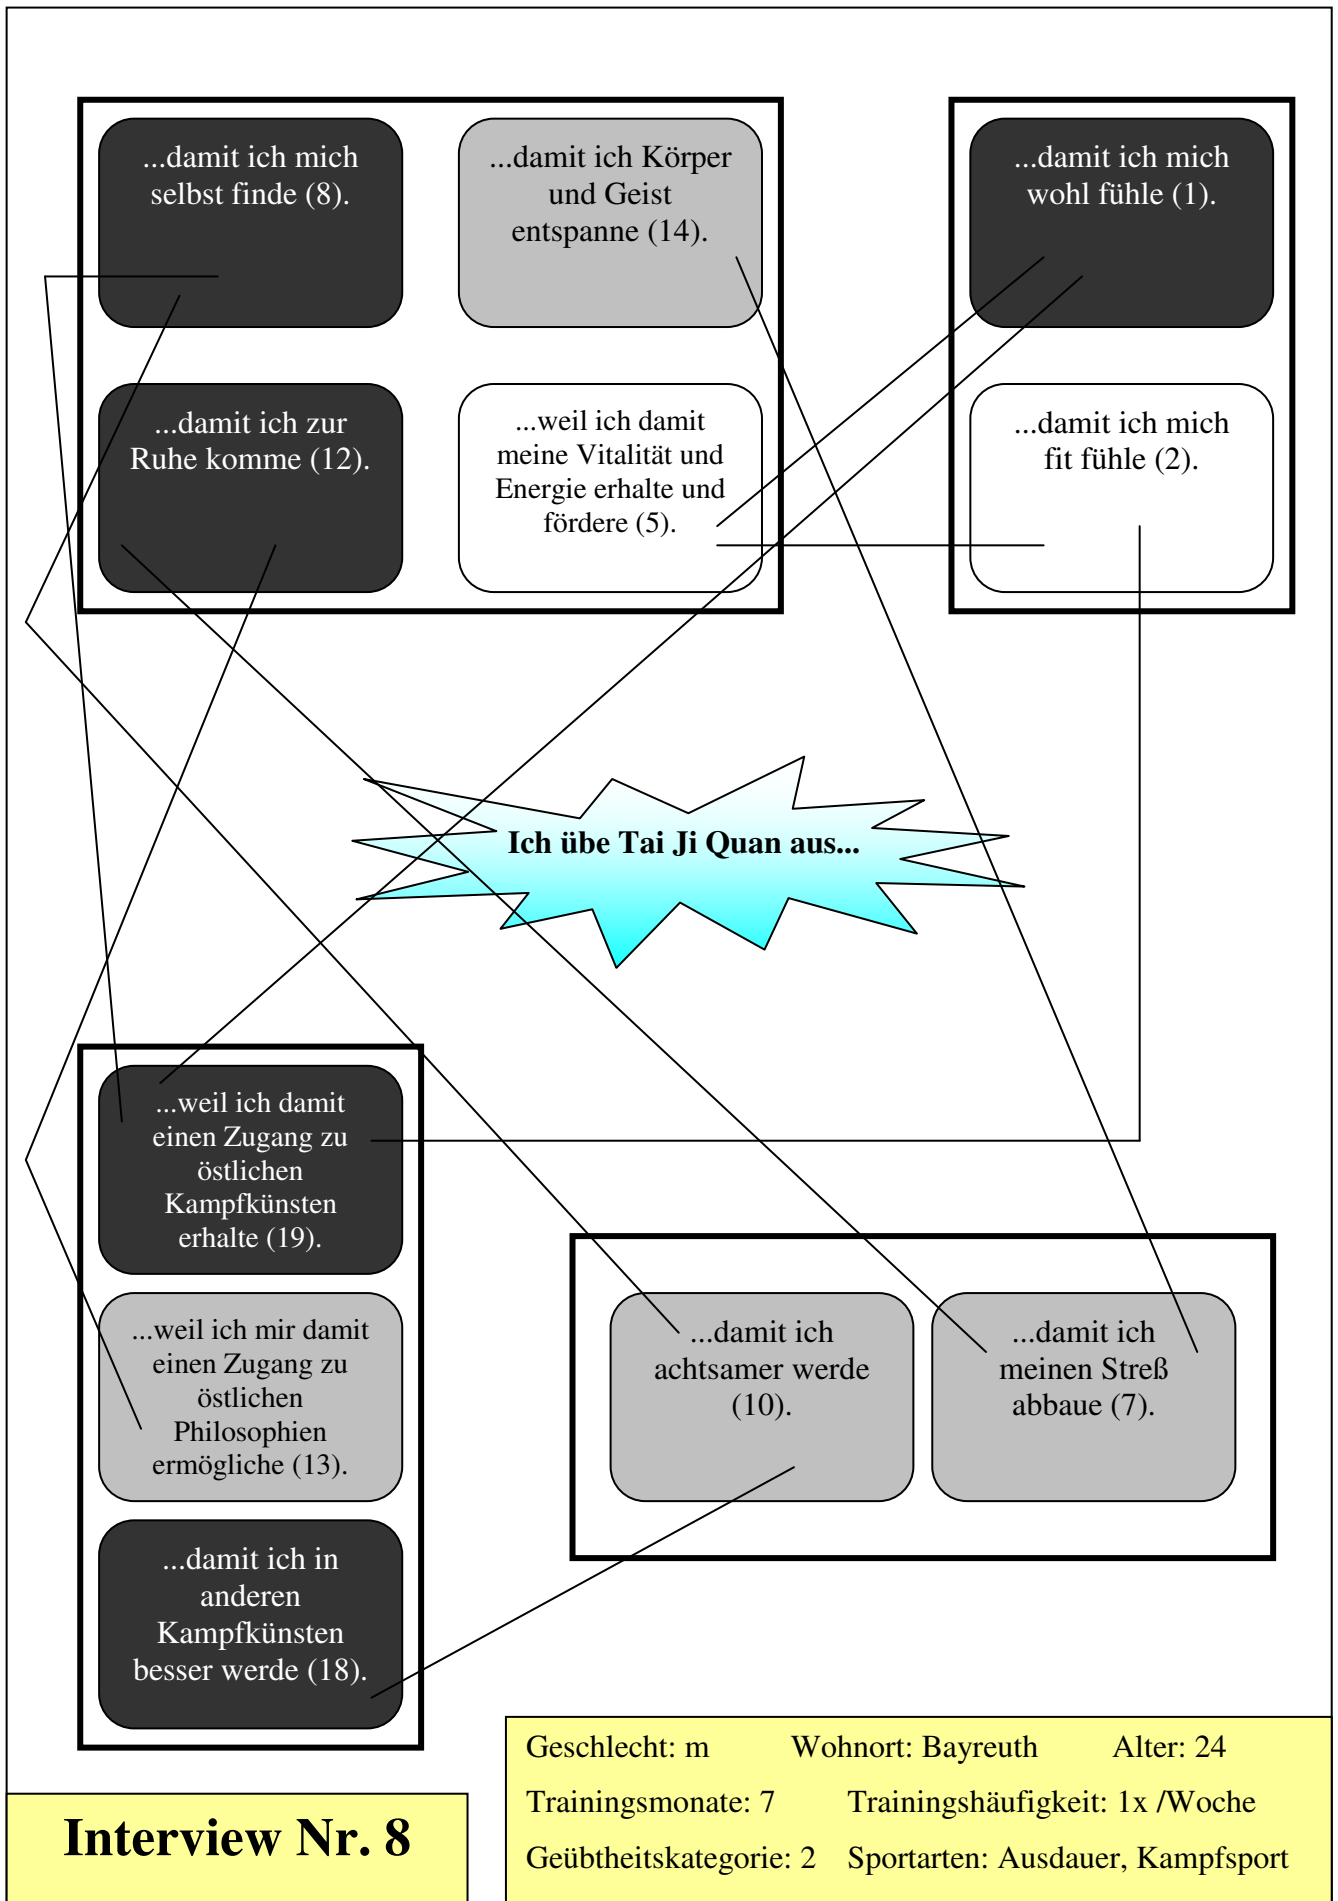 ...damit ich mich
selbst finde (8).
...damit ich Körper
und Geist
entspanne (14).
...damit ich mich
wohl fühle (1).
...damit ich zur
Ruhe komme (12).
...weil ich damit
meine Vitalität und
Energie erhalte und
fördere (5).
...damit ich mich
fit fühle (2).
Ich übe Tai Ji Quan aus...
...weil ich damit
einen Zugang zu
östlichen
Kampfkünsten
erhalte (19).
...weil ich mir damit
einen Zugang zu
östlichen
Philosophien
ermögliche (13).
...damit ich in
anderen
Kampfkünsten
besser werde (18).
...damit ich
achtsamer werde
(10).
...damit ich
meinen Streß
abbaue (7).
Interview Nr. 8
Geschlecht: m Wohnort: Bayreuth Alter: 24
Trainingsmonate: 7 Trainingshäufigkeit: 1x /Woche
Geübtheitskategorie: 2 Sportarten: Ausdauer, Kampfsport